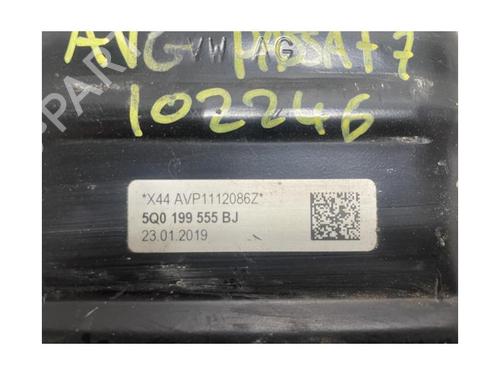 AVG VW AG PASSAT 7
102246
*X44 AVP1112086Z*
5Q0 199 555 BJ
23.01.2019